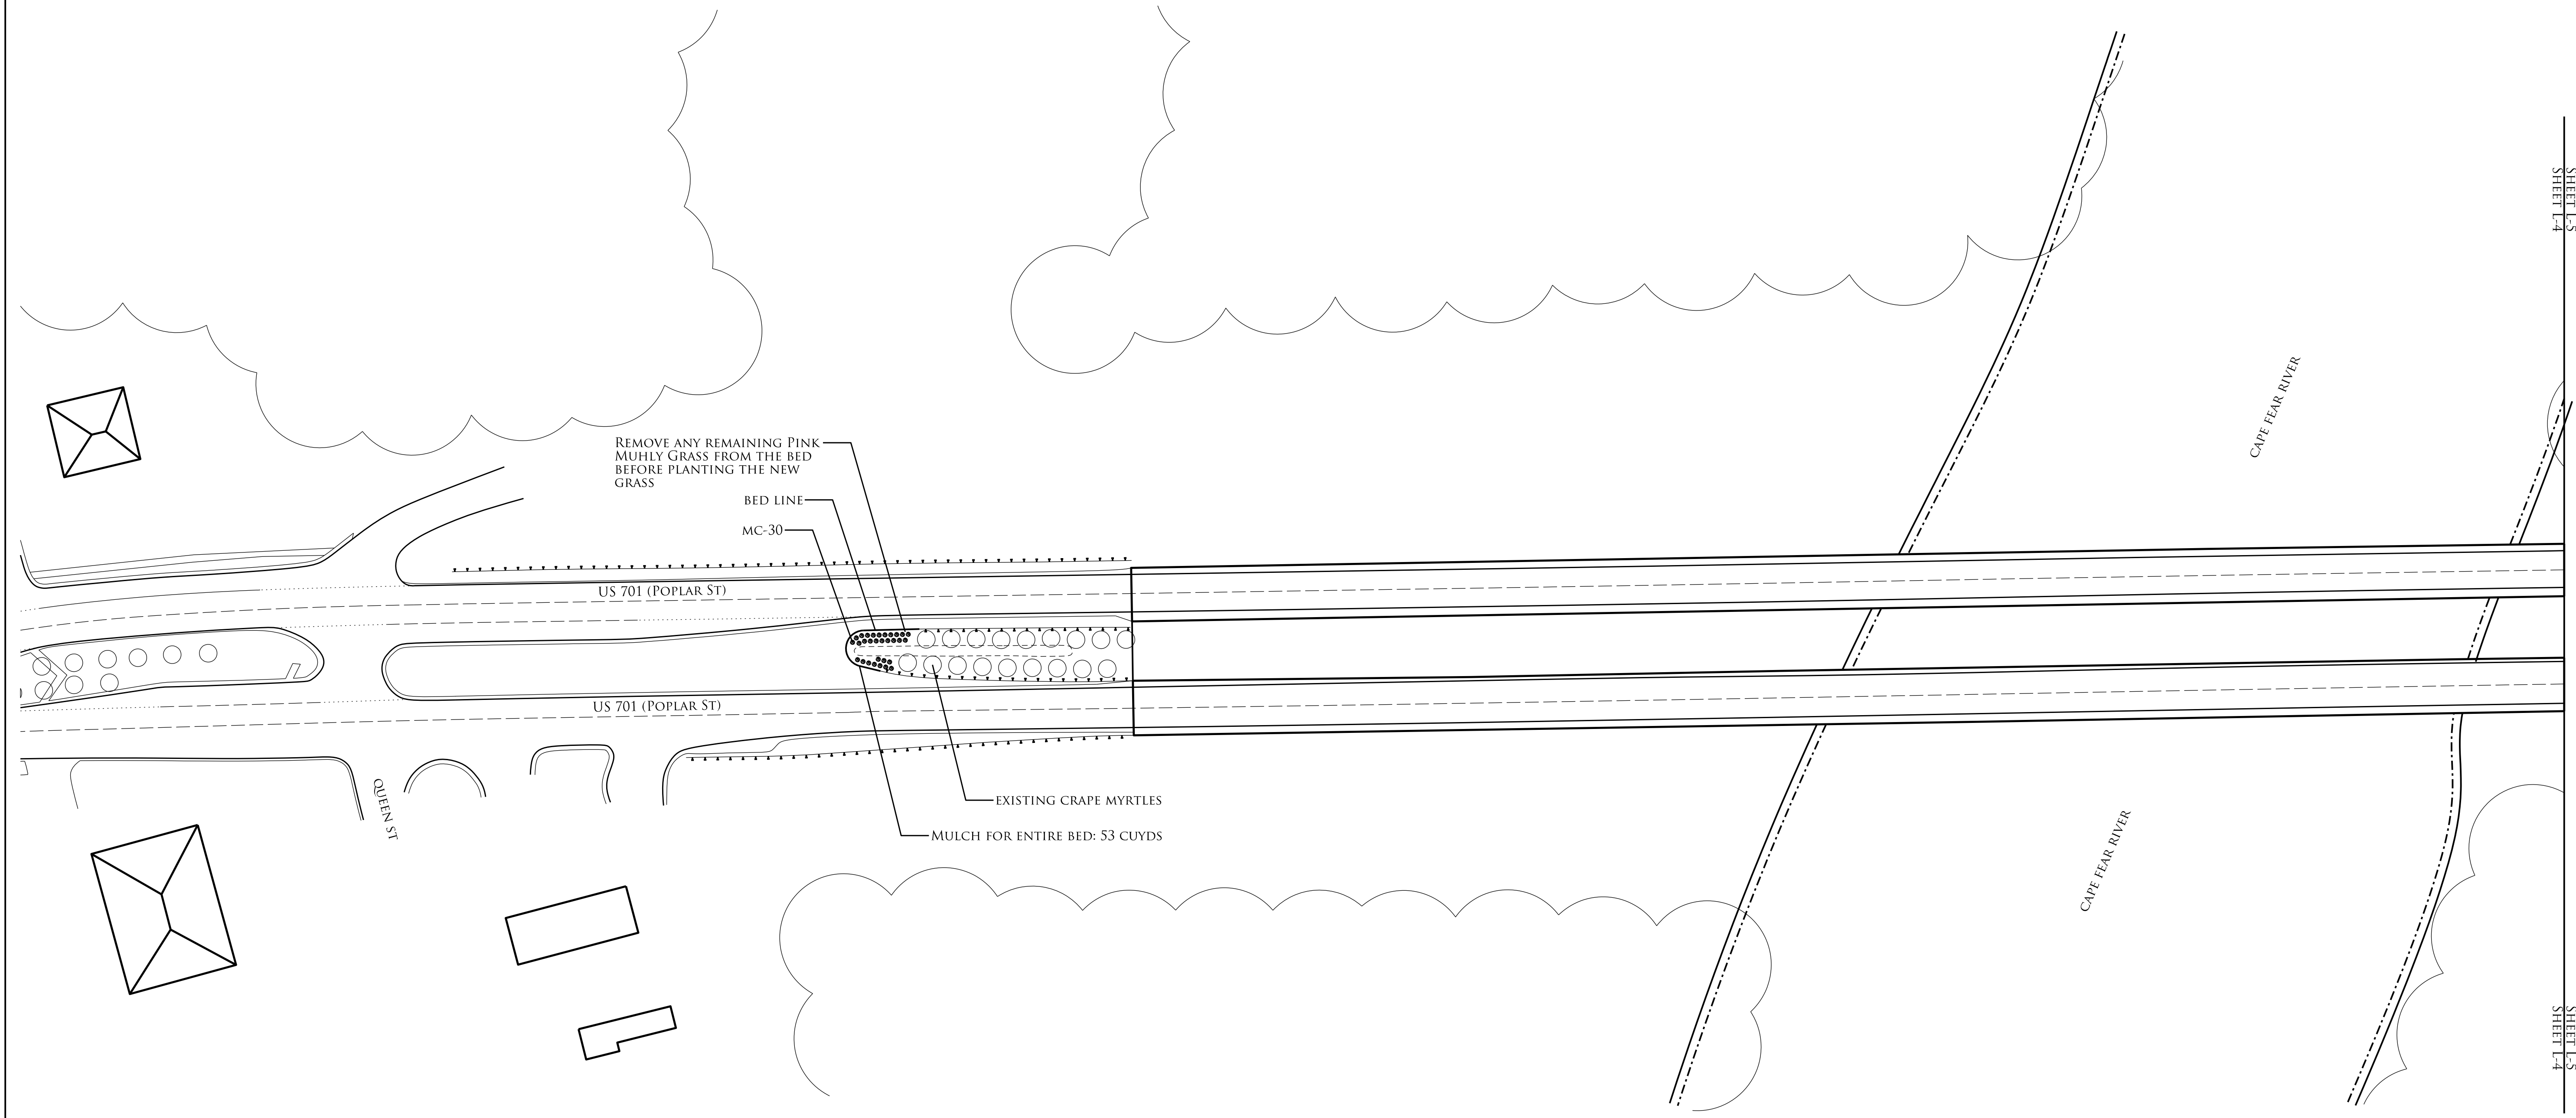 SHEET L-5
SHEET L-4
CAPE FEAR RIVER
REMOVE ANY REMAINING PINK
MUHLY GRASS FROM THE BED
BEFORE PLANTING THE NEW
GRASS
BED LINE
MC-30
US 701 (POPLAR ST)
US 701 (POPLAR ST)
QUEEN ST
EXISTING CRAPE MYRTLES
MULCH FOR ENTIRE BED: 53 CUYDS
CAPE FEAR RIVER
SHEET L-5
SHEET L-4